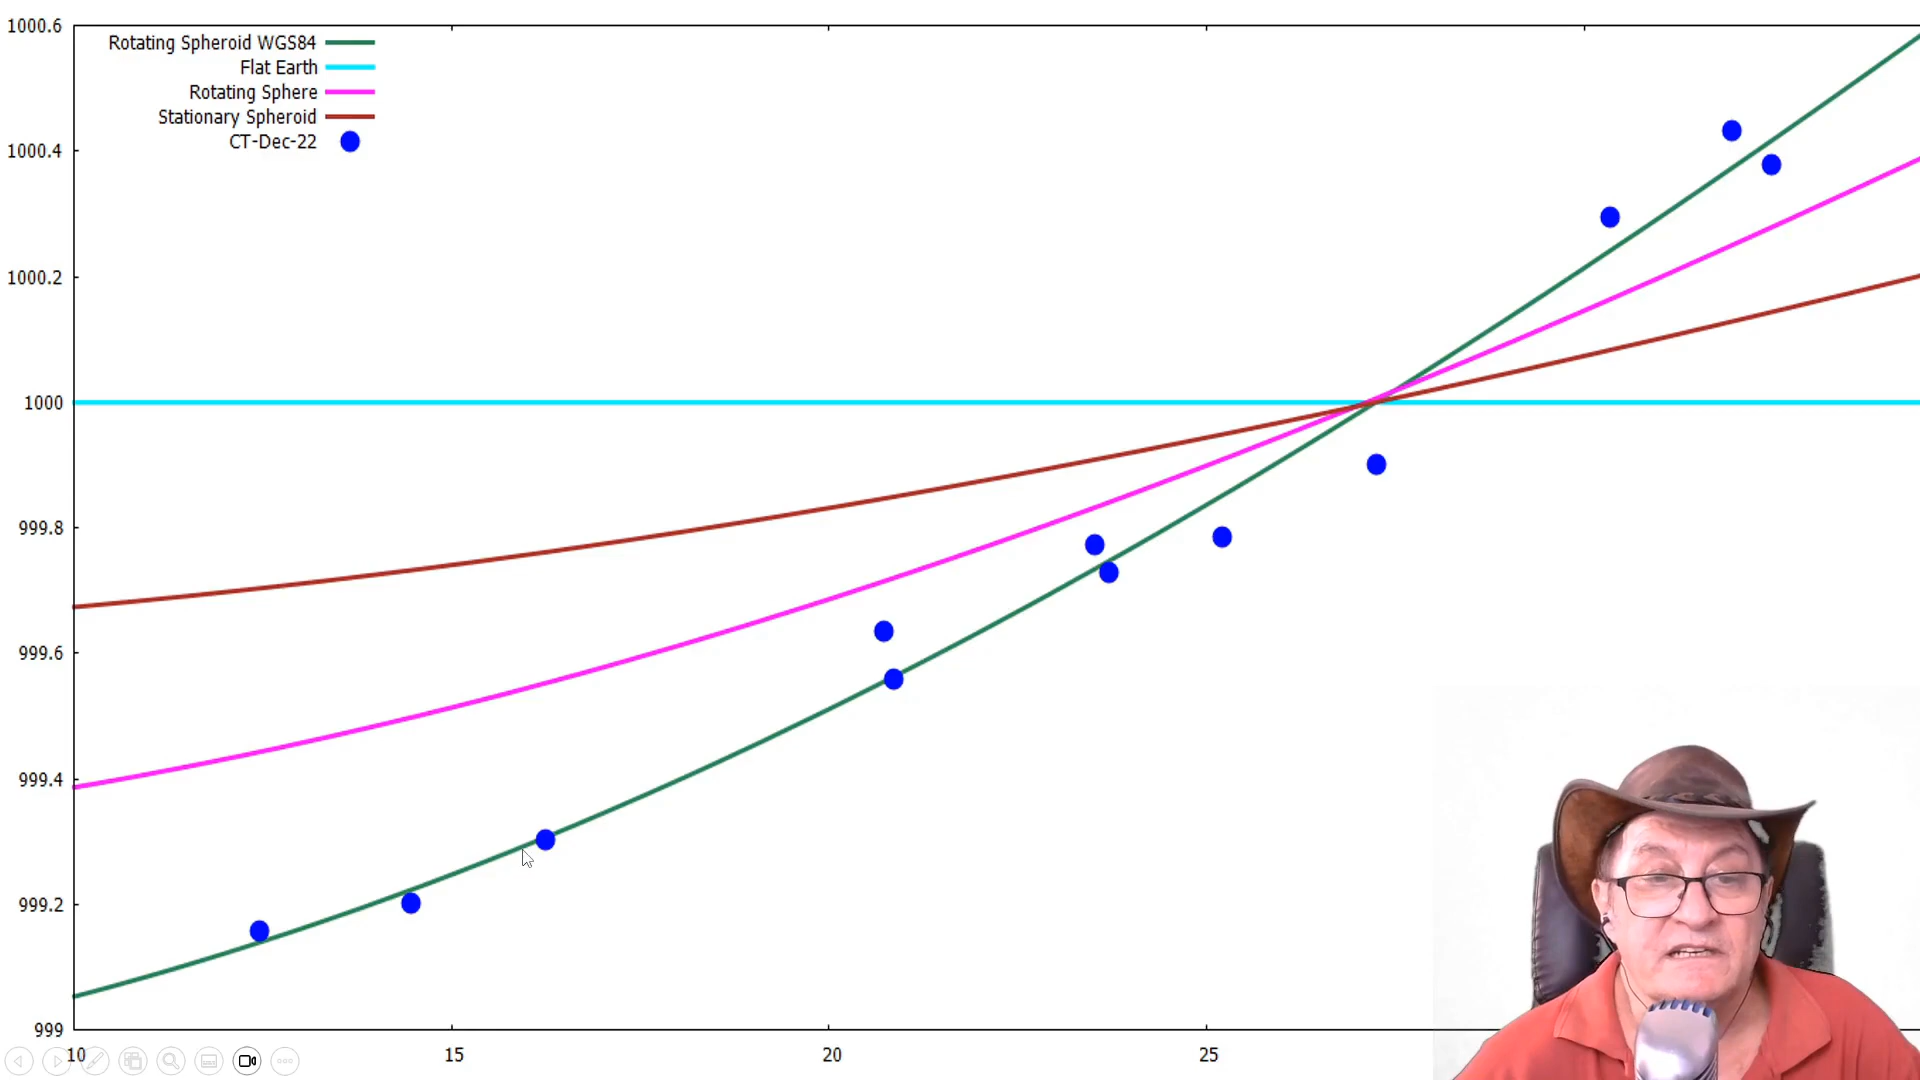 1000.6
Rotating Spheroid WGS84
Flat Earth
Rotating Sphere
Stationary Spheroid
CT-Dec-22
1000.4
1000.2
1000
999.8
999.6
999.4
999.2
999
10 15 20 25